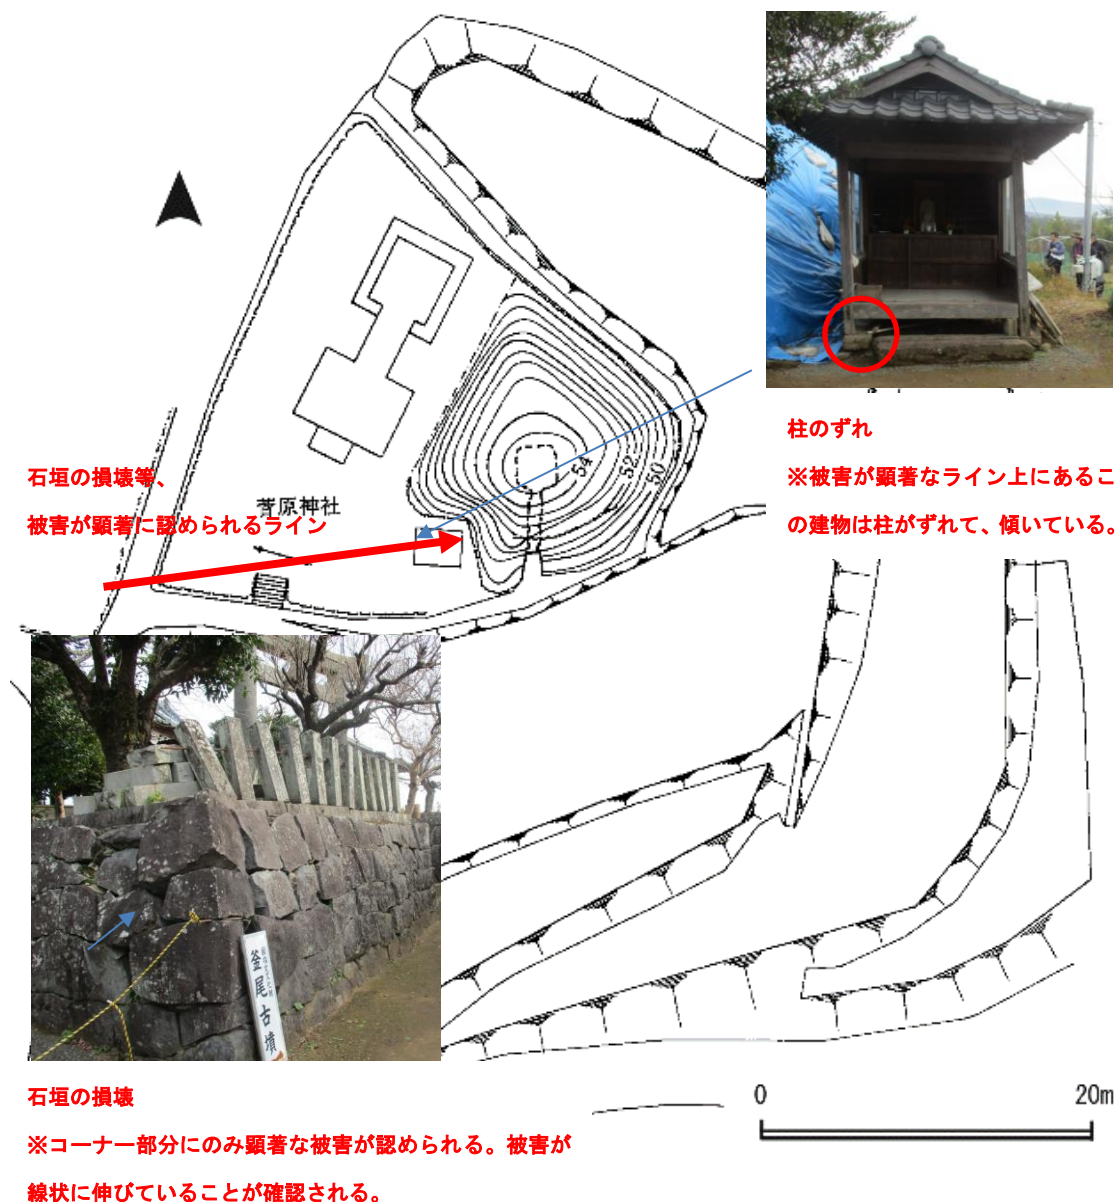 柱のずれ
※被害が顕著なライン上にあるこ
の建物は柱がずれて、傾いている。
石垣の損壊等、
被害が顕著に認められるライン
菅原神社
54
52
50
釜尾古墳
石垣の損壊
※コーナー部分にのみ顕著な被害が認められる。被害が
線状に伸びていることが確認される。
0
20m